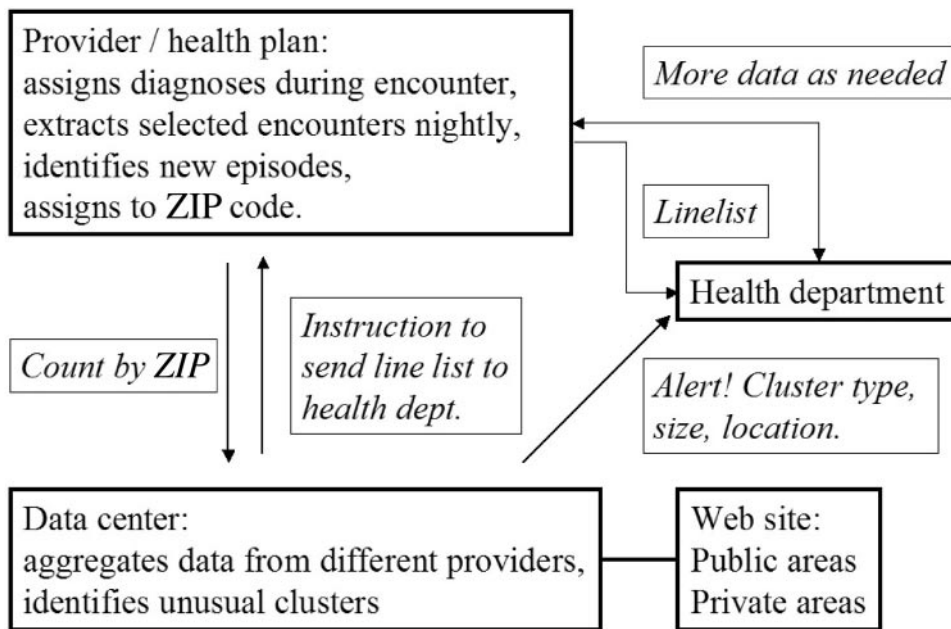 Provider / health plan:
assigns diagnoses during encounter,
extracts selected encounters nightly,
identifies new episodes,
assigns to ZIP code.
More data as needed
Linelist
Health department
Count by ZIP
Instruction to
send line list to
health dept.
Alert! Cluster type,
size, location.
Data center:
aggregates data from different providers,
identifies unusual clusters
Web site:
Public areas
Private areas